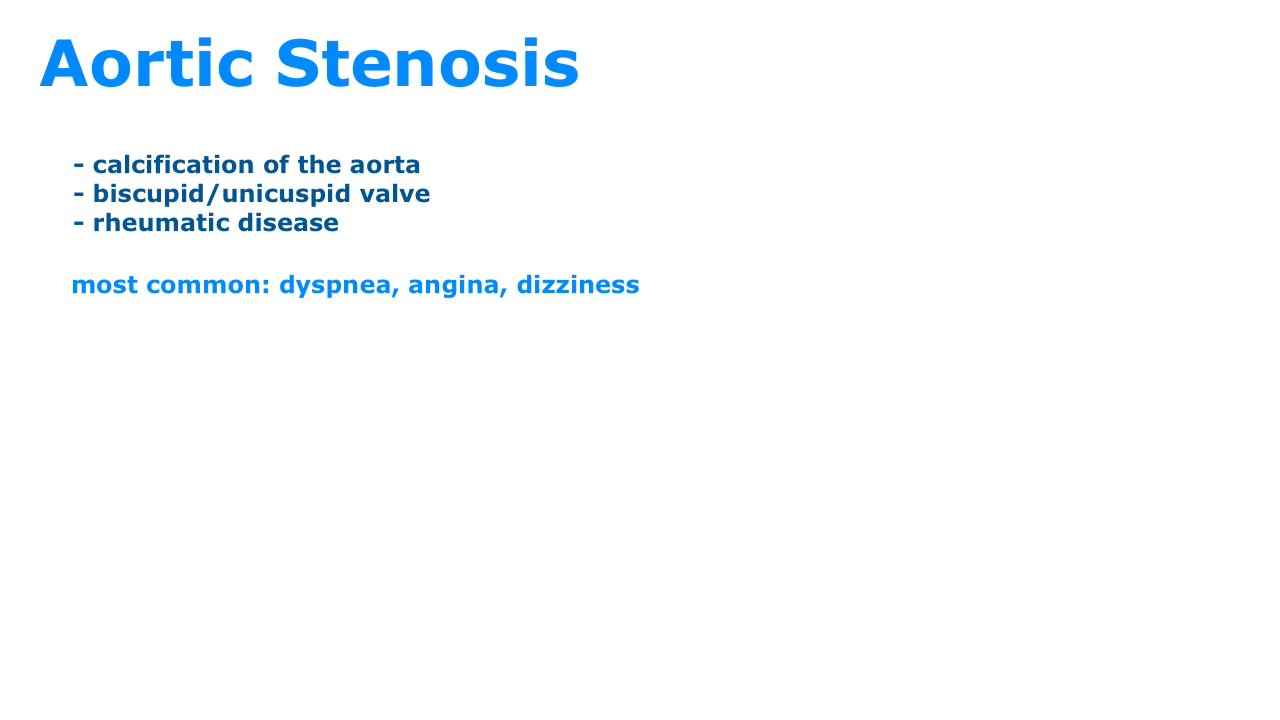 Aortic Stenosis
- calcification of the aorta
- biscupid/unicuspid valve
- rheumatic disease
most common: dyspnea, angina, dizziness